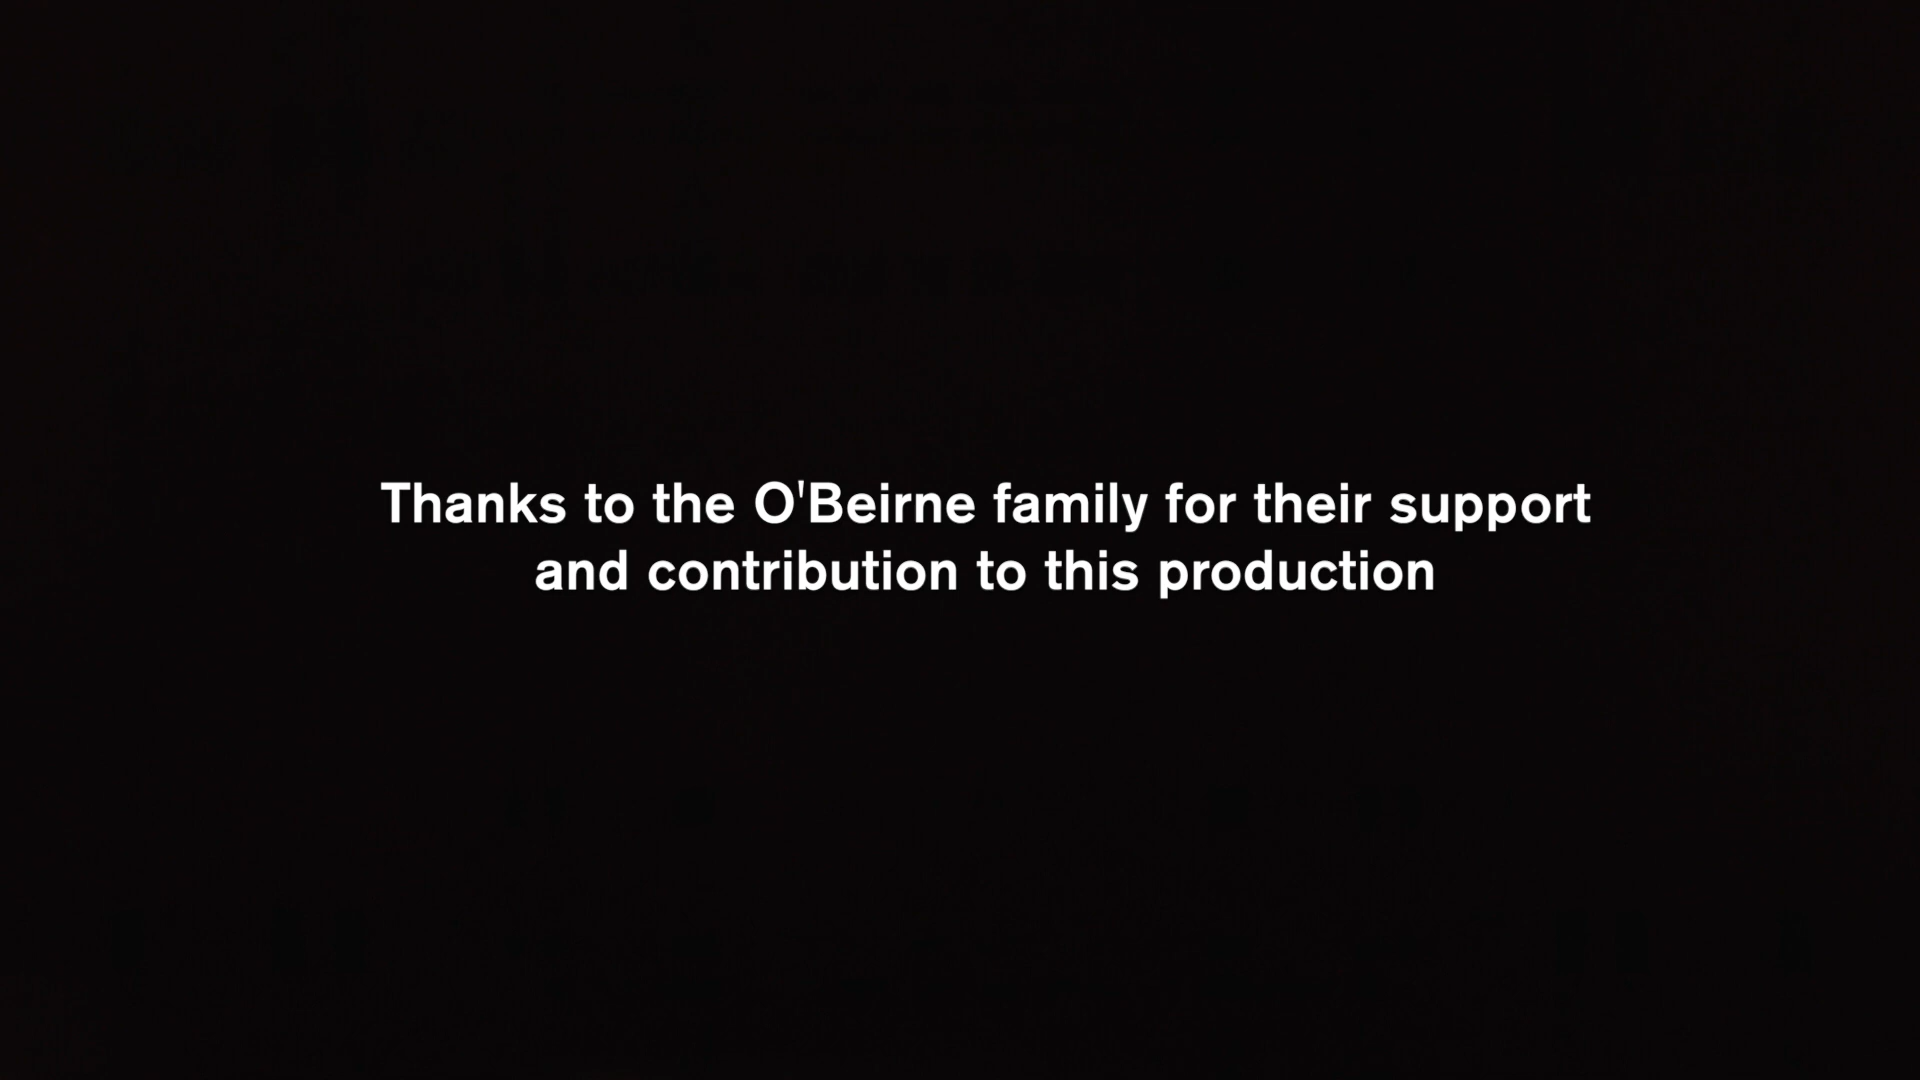 Thanks to the O'Beirne family for their support
and contribution to this production